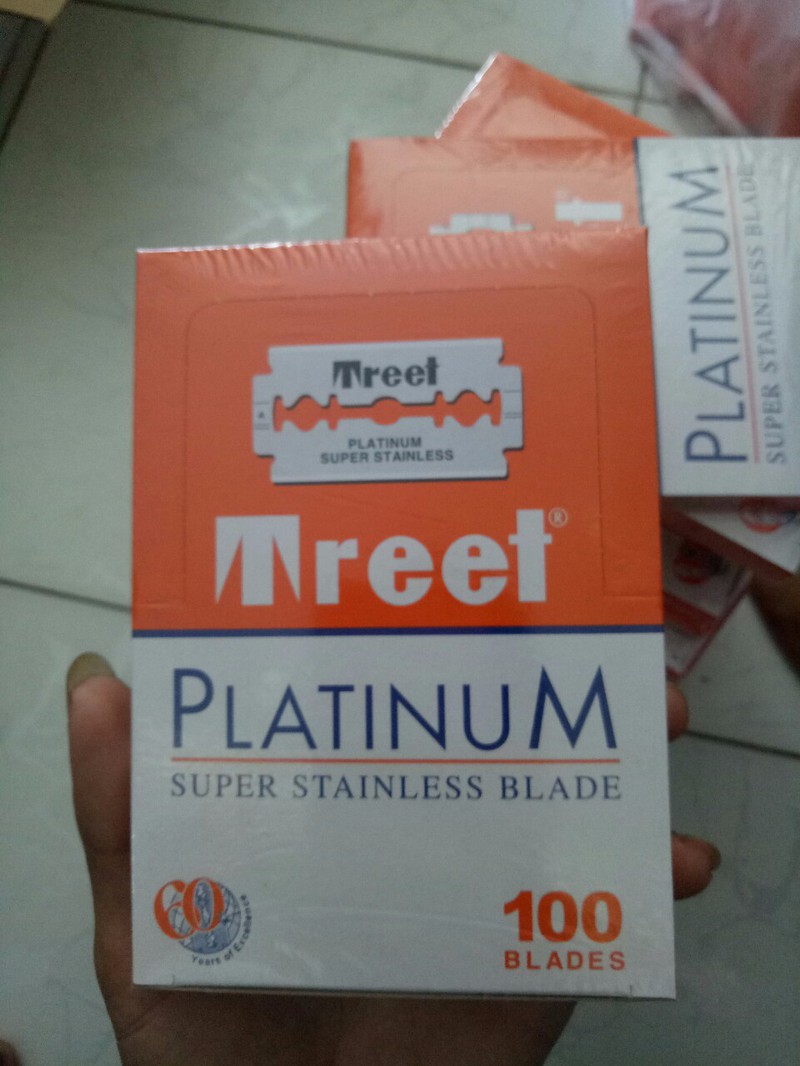 Treet
PLATINUM
SUPER STAINLESS
Treet®
PLATINUM
SUPER STAINLESS BLADE
60
Years of Excellence
100
BLADES
PLATINUM
SUPER STAINLESS BLADE